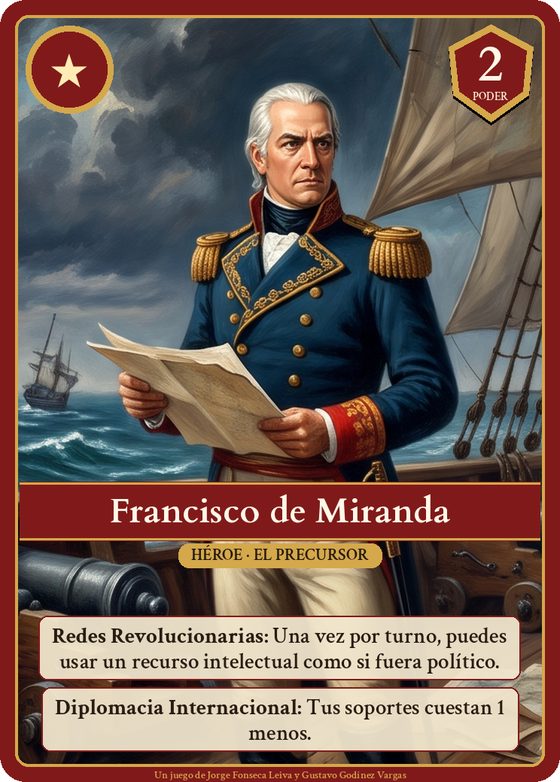 2
PODER
Francisco de Miranda
HÉROE · EL PRECURSOR
Redes Revolucionarias: Una vez por turno, puedes
usar un recurso intelectual como si fuera político.
Diplomacia Internacional: Tus soportes cuestan 1
menos.
Un juego de Jorge Fonseca Leiva y Gustavo Godínez Vargas